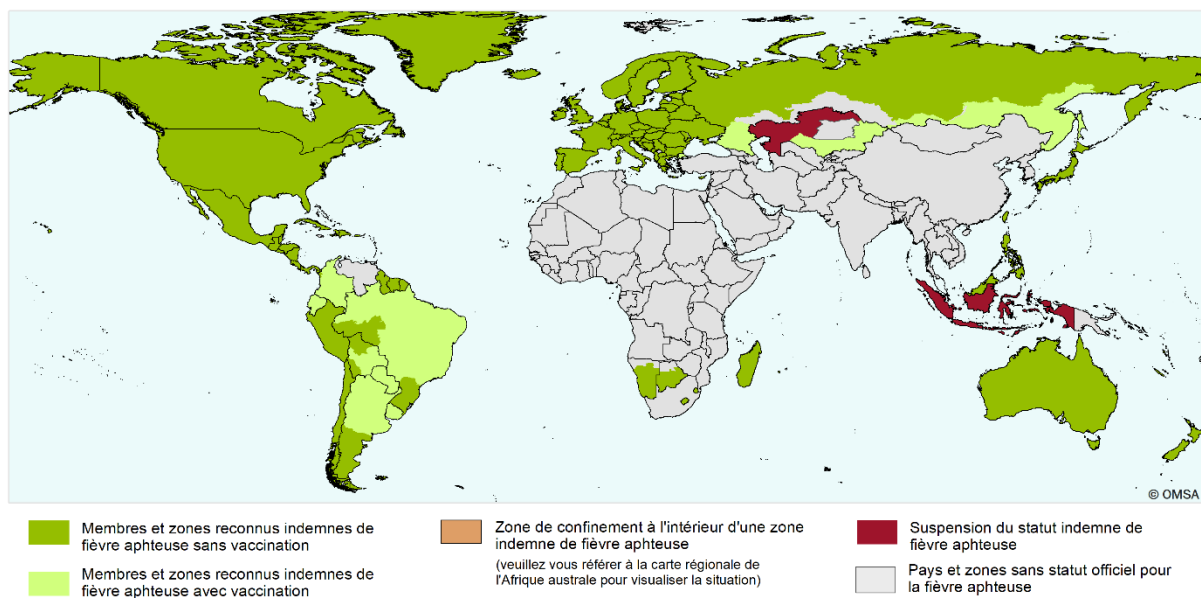 © OMSA
Membres et zones reconnus indemnes de
fièvre aphteuse sans vaccination
Membres et zones reconnus indemnes de
fièvre aphteuse avec vaccination
Zone de confinement à l'intérieur d'une zone
indemne de fièvre aphteuse
(veuillez vous référer à la carte régionale de
l'Afrique australe pour visualiser la situation)
Suspension du statut indemne de
fièvre aphteuse
Pays et zones sans statut officiel pour
la fièvre aphteuse